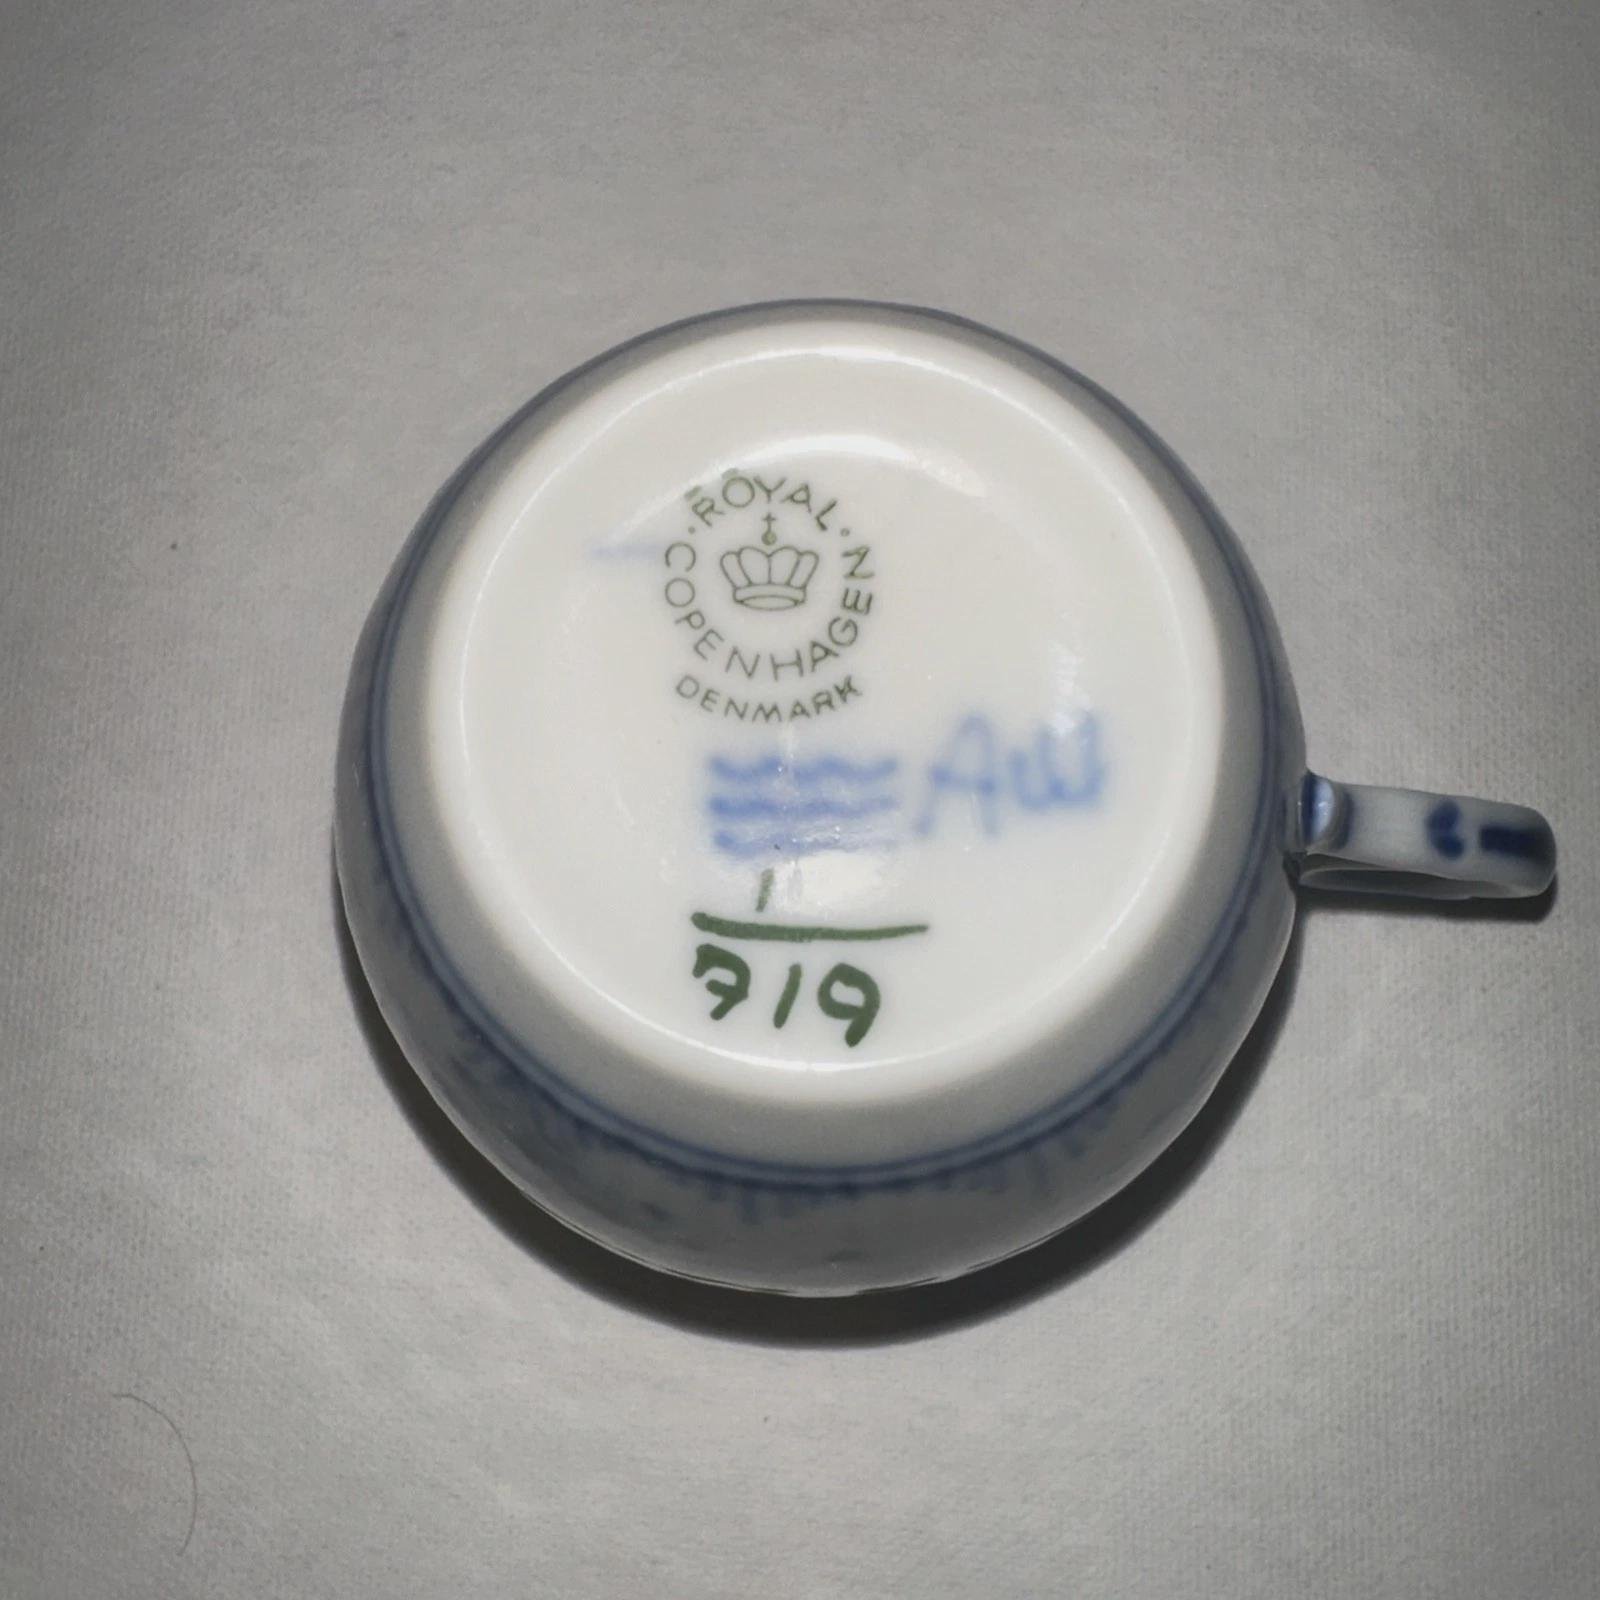 ROYAL
COPENHAGEN
DENMARK
AW
1
719